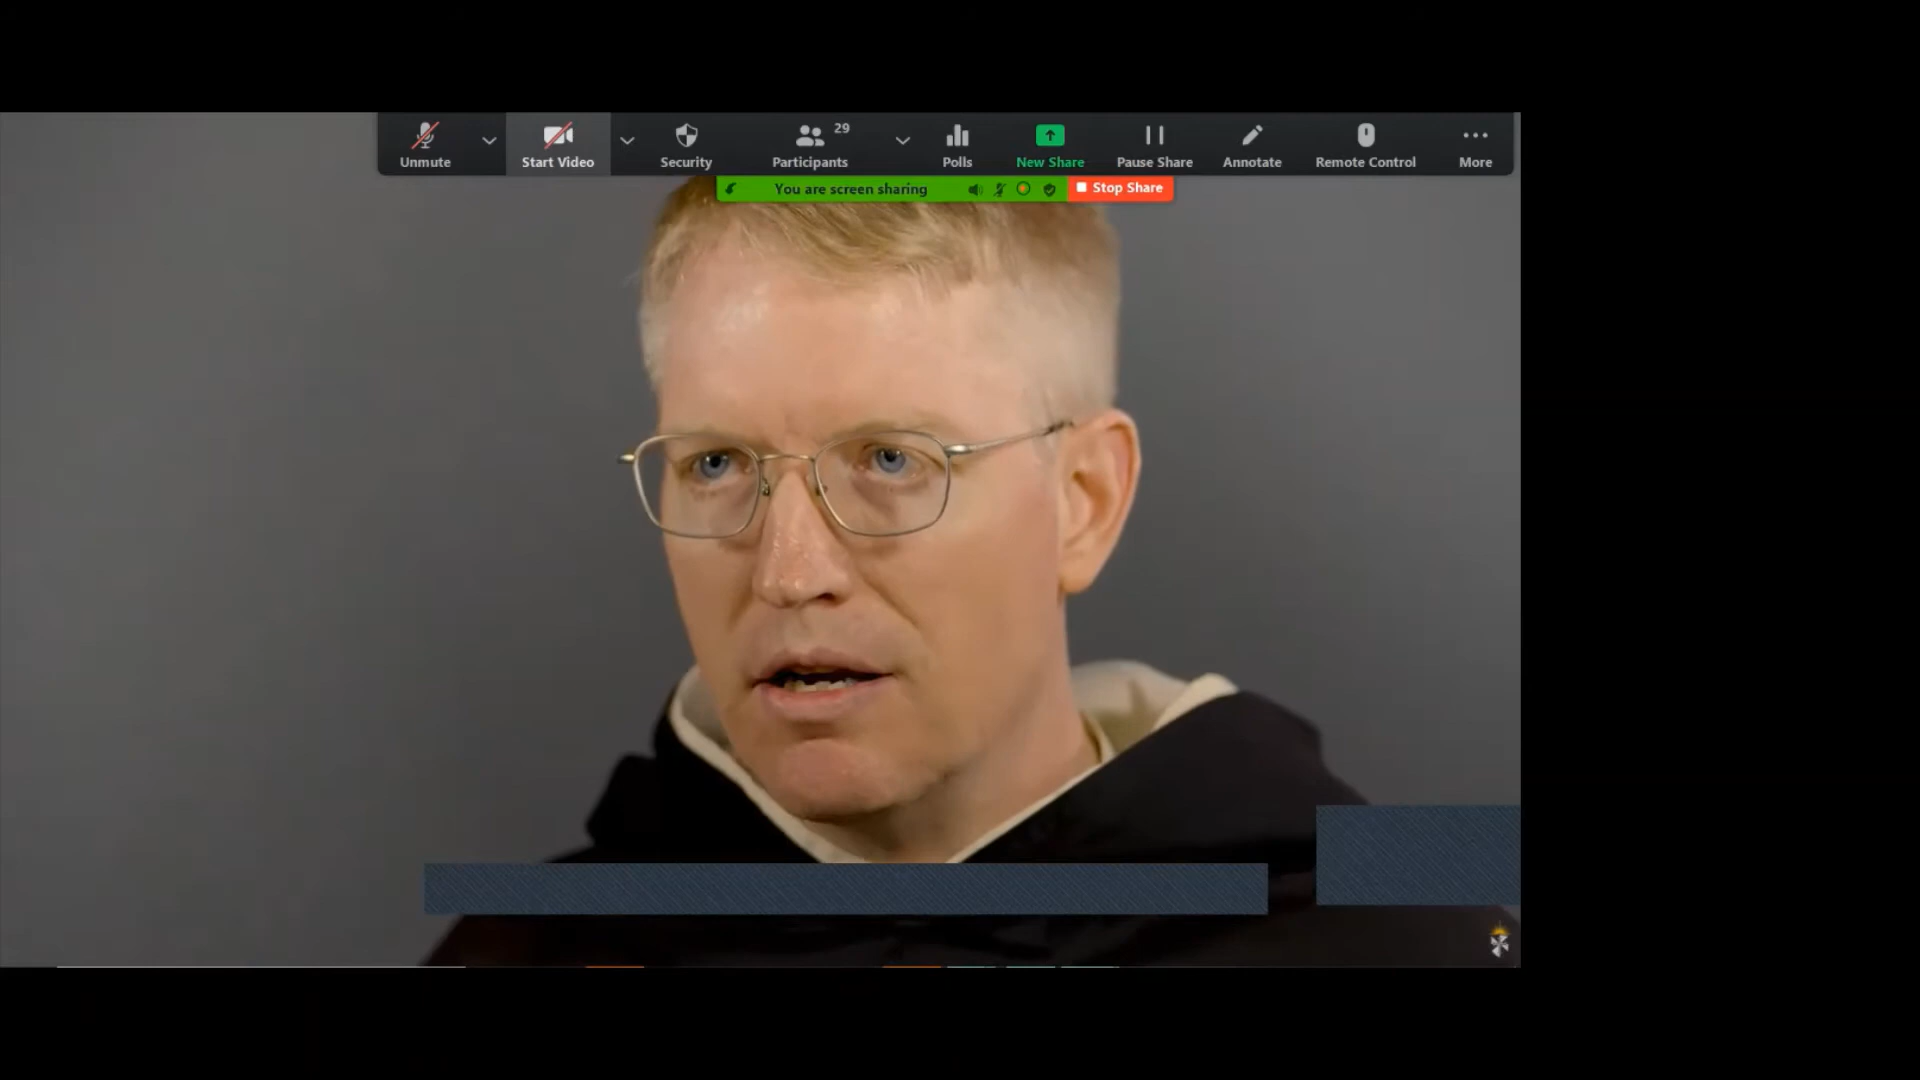 29
Unmute Start Video Security Participants Polls New Share Pause Share Annotate Remote Control More
You are screen sharing Stop Share